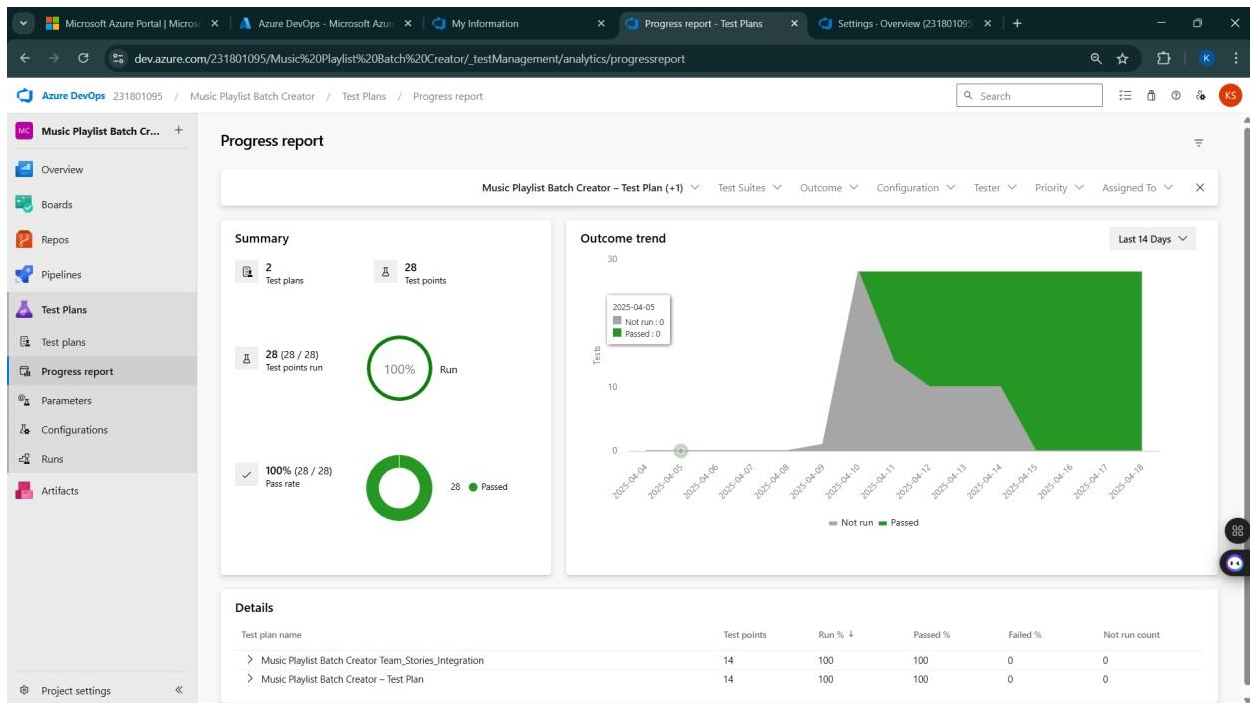 Microsoft Azure Portal | Micros
Azure DevOps - Microsoft Azur
My Information
Progress report - Test Plans
Settings · Overview (231801095
dev.azure.com/231801095/Music%20Playlist%20Batch%20Creator/_testManagement/analytics/progressreport
K
Azure DevOps 231801095 / Music Playlist Batch Creator / Test Plans / Progress report
Search
KS
MC Music Playlist Batch Cr... +
Overview
Boards
Repos
Pipelines
Test Plans
Test plans
Progress report
Parameters
Configurations
Runs
Artifacts
Project settings
Progress report
Music Playlist Batch Creator – Test Plan (+1) Test Suites Outcome Configuration Tester Priority Assigned To
Summary
2
Test plans
28
Test points
28 (28 / 28)
Test points run
100%
Run
100% (28 / 28)
Pass rate
28 Passed
Outcome trend
Last 14 Days
30
2025-04-05
Not run : 0
Passed : 0
Tests
10
0
2025-04-04
2025-04-05
2025-04-06
2025-04-07
2025-04-08
2025-04-09
2025-04-10
2025-04-11
2025-04-12
2025-04-13
2025-04-14
2025-04-15
2025-04-16
2025-04-17
2025-04-18
Not run Passed
Details
Test plan name Test points Run % ↓ Passed % Failed % Not run count
Music Playlist Batch Creator Team_Stories_Integration 14 100 100 0 0
Music Playlist Batch Creator – Test Plan 14 100 100 0 0